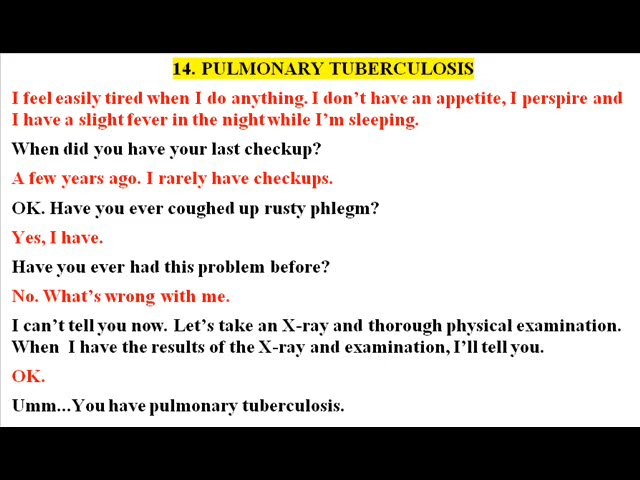 14. PULMONARY TUBERCULOSIS
I feel easily tired when I do anything. I don't have an appetite, I perspire and
I have a slight fever in the night while I'm sleeping.
When did you have your last checkup?
A few years ago. I rarely have checkups.
OK. Have you ever coughed up rusty phlegm?
Yes, I have.
Have you ever had this problem before?
No. What's wrong with me.
I can't tell you now. Let's take an X-ray and thorough physical examination.
When I have the results of the X-ray and examination, I'll tell you.
OK.
Umm...You have pulmonary tuberculosis.